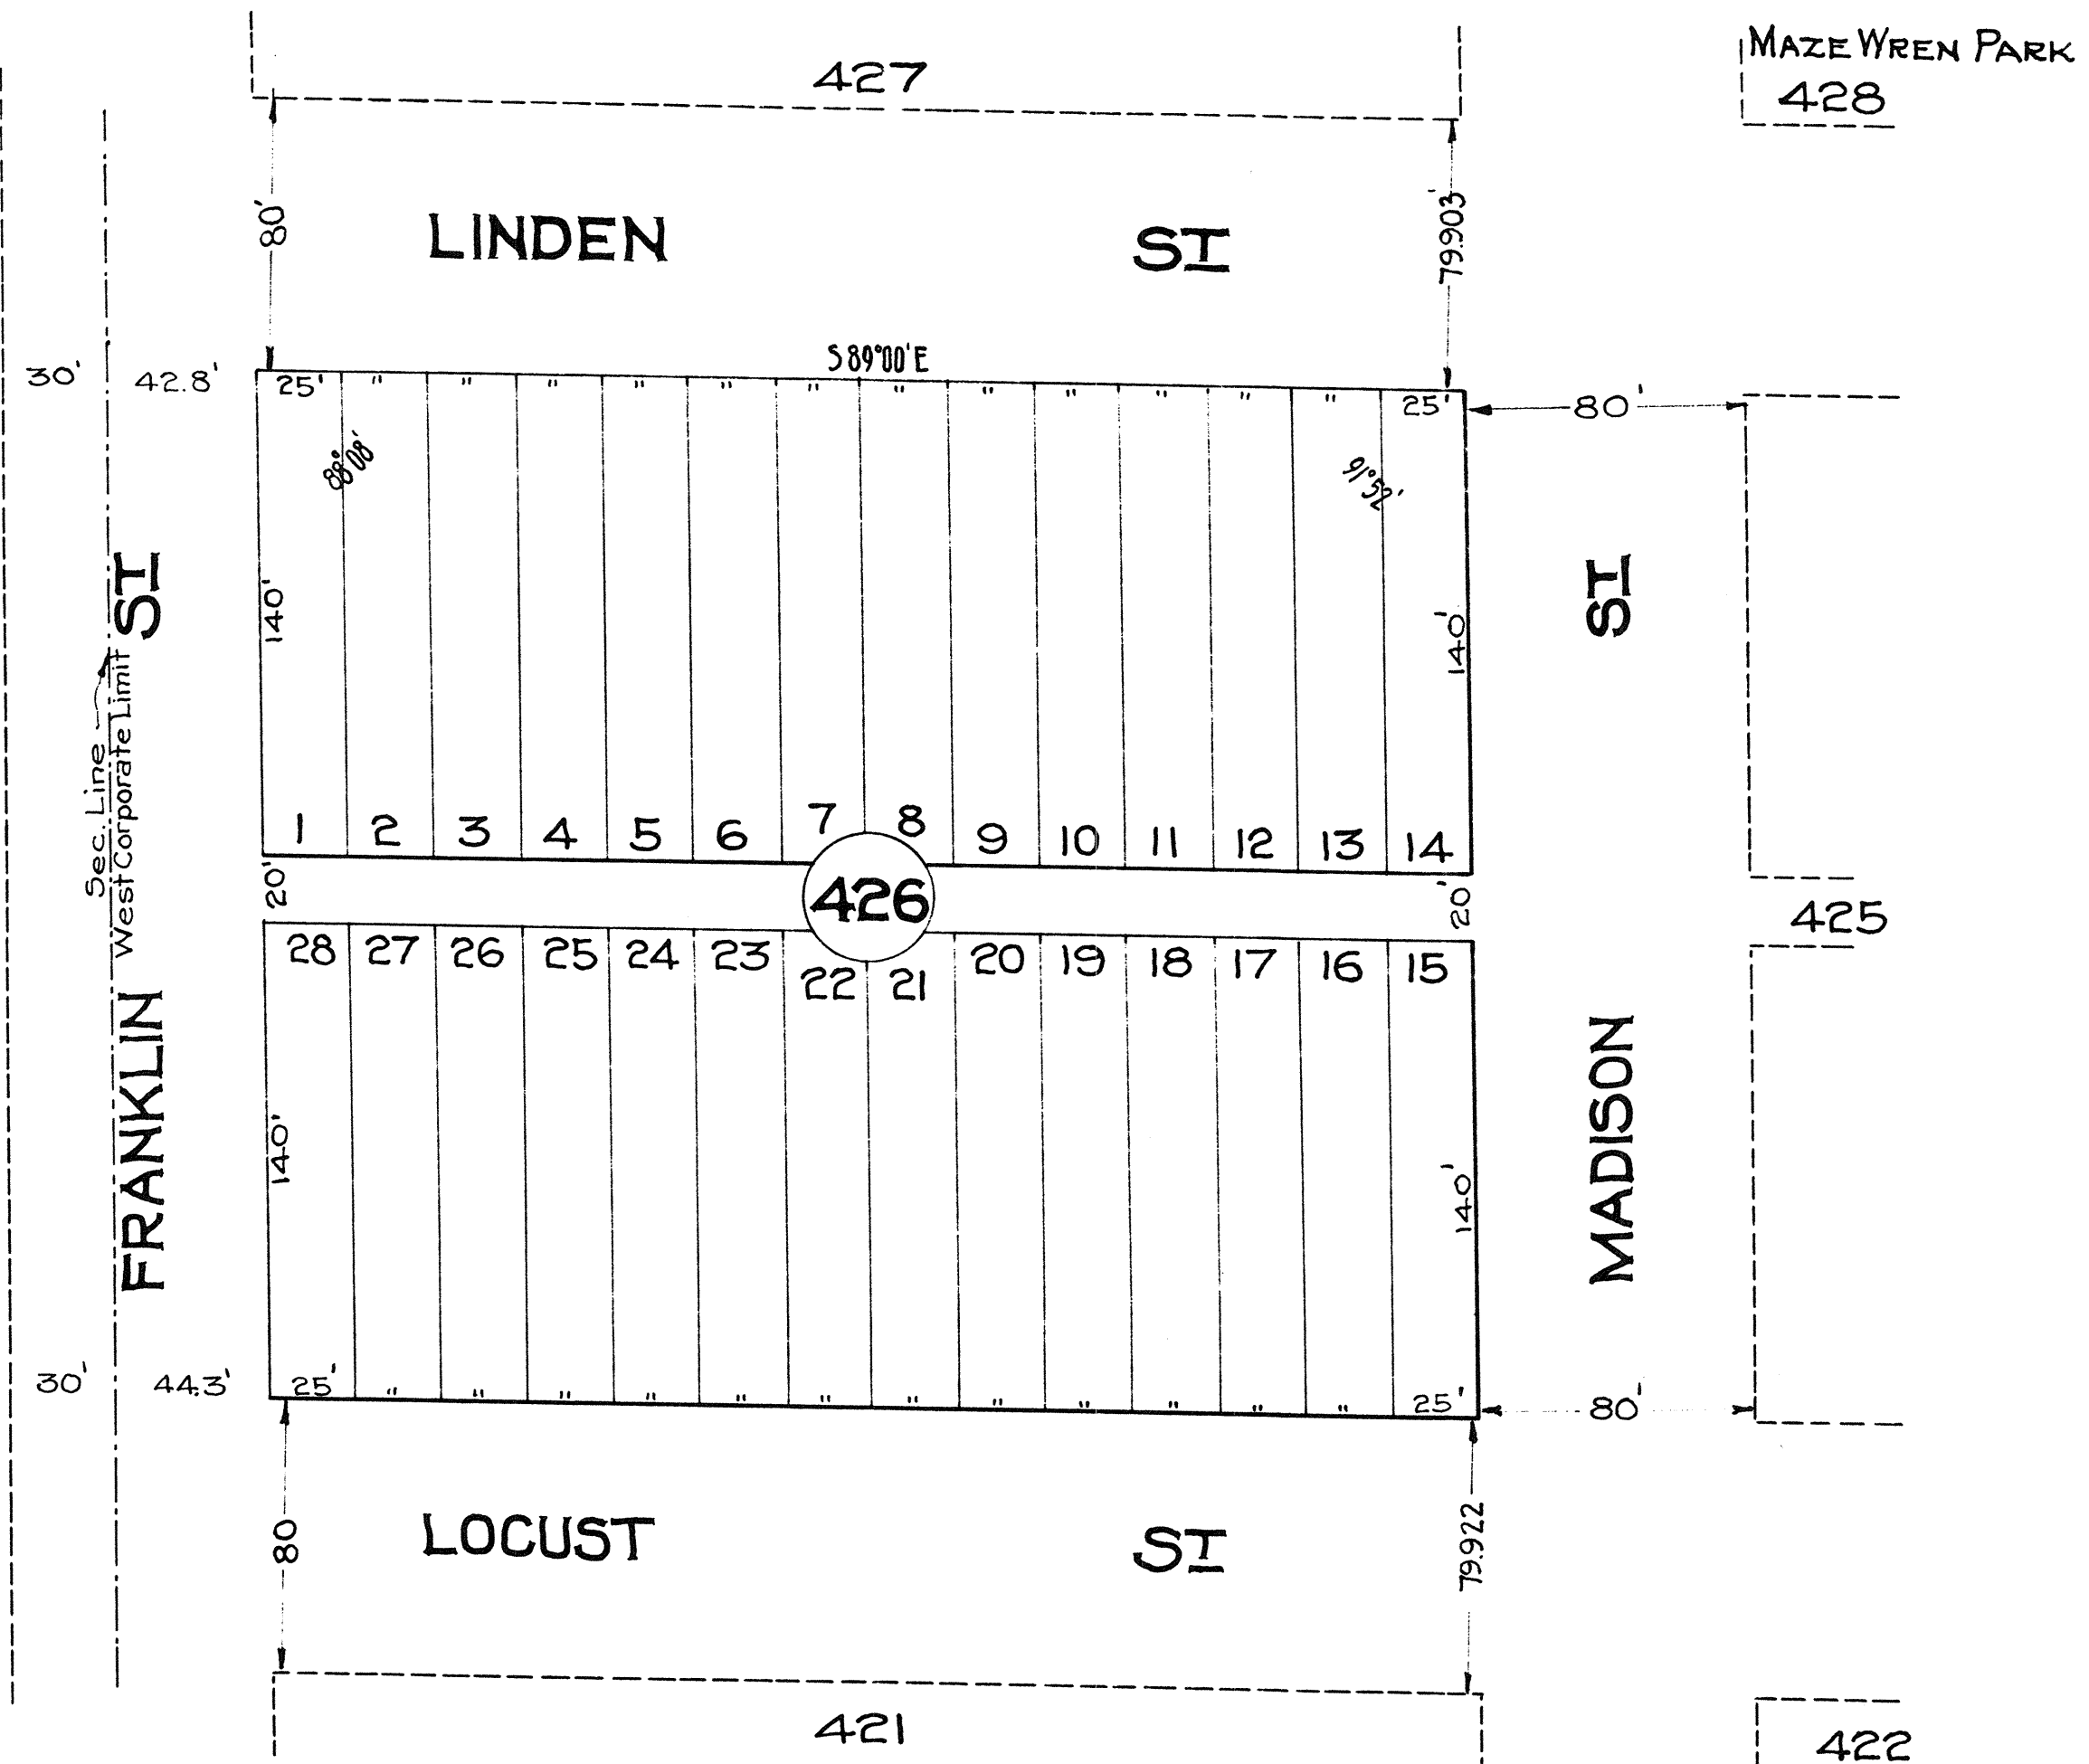 427
MAZE WREN PARK
428
80'
LINDEN ST
79.903'
S 89°00' E
30' 42.8'
25' " " " " " " " " " " " " 25'
80'
88°08'
91°52'
140'
140'
ST
ST
Sec. Line
West Corporate Limit
1 2 3 4 5 6 7 8 9 10 11 12 13 14
20'
426
20'
425
28 27 26 25 24 23 22 21 20 19 18 17 16 15
FRANKLIN
MADISON
140'
140'
30' 44.3'
25' " " " " " " " " " " " " 25'
80'
80
LOCUST ST
79.922
421
422